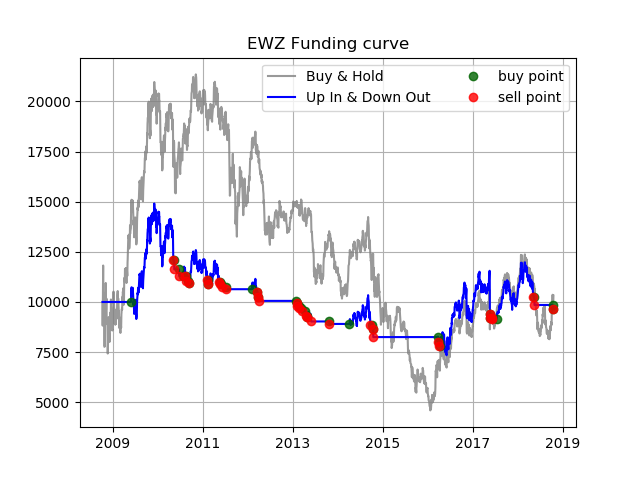 EWZ Funding curve
Buy & Hold
Up In & Down Out
buy point
sell point
20000
17500
15000
12500
10000
7500
5000
2009 2011 2013 2015 2017 2019